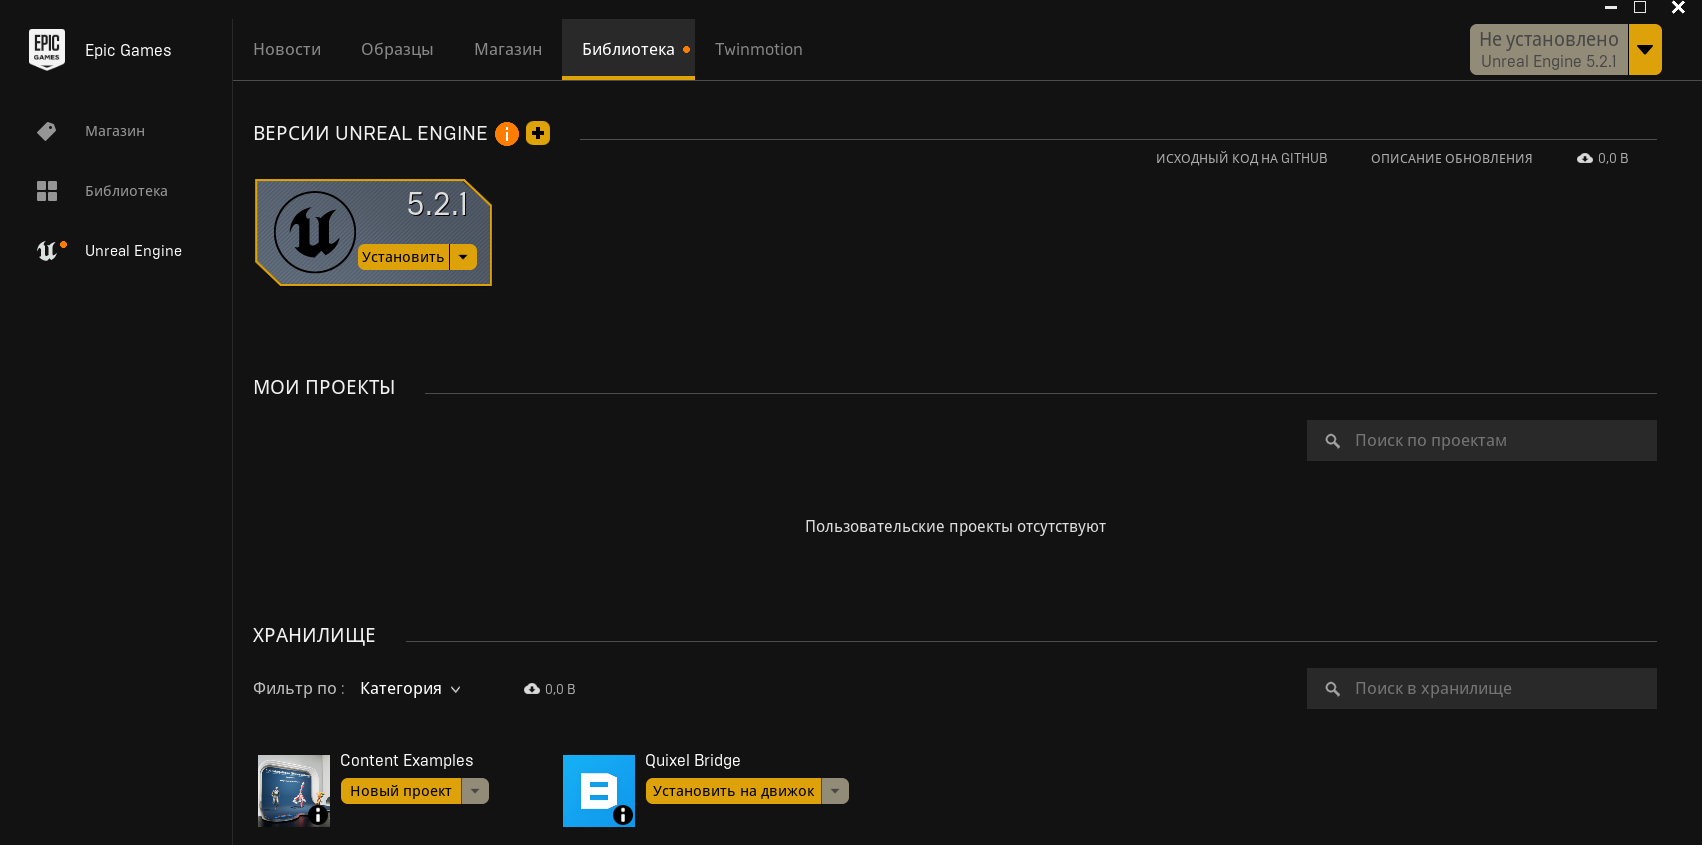 EPIC GAMES
Epic Games
Магазин
Библиотека
Unreal Engine
Новости
Образцы
Магазин
Библиотека
Twinmotion
Не установлено
Unreal Engine 5.2.1
ВЕРСИИ UNREAL ENGINE
ИСХОДНЫЙ КОД НА GITHUB
ОПИСАНИЕ ОБНОВЛЕНИЯ
0,0 B
5.2.1
Установить
МОИ ПРОЕКТЫ
Поиск по проектам
Пользовательские проекты отсутствуют
ХРАНИЛИЩЕ
Фильтр по :
Категория
0,0 B
Поиск в хранилище
Content Examples
Новый проект
Quixel Bridge
Установить на движок